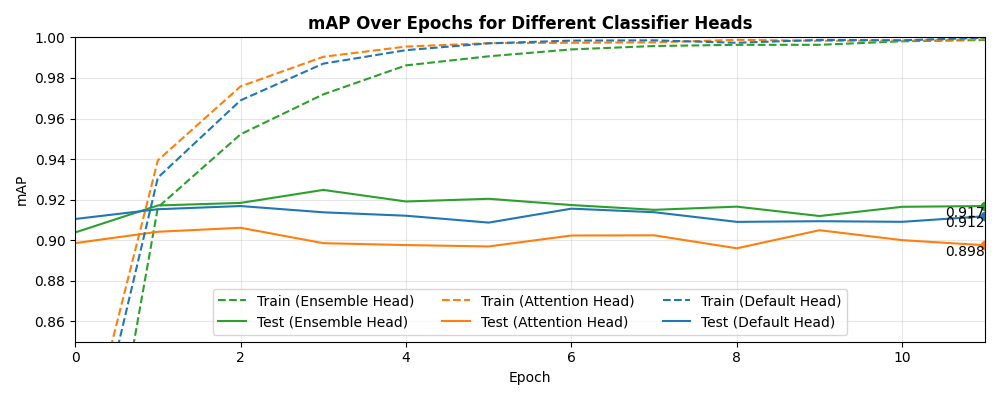 mAP Over Epochs for Different Classifier Heads
mAP
1.00
0.98
0.96
0.94
0.92
0.90
0.88
0.86
0.917
0.912
0.898
Train (Ensemble Head)
Test (Ensemble Head)
Train (Attention Head)
Test (Attention Head)
Train (Default Head)
Test (Default Head)
0 2 4 6 8 10
Epoch